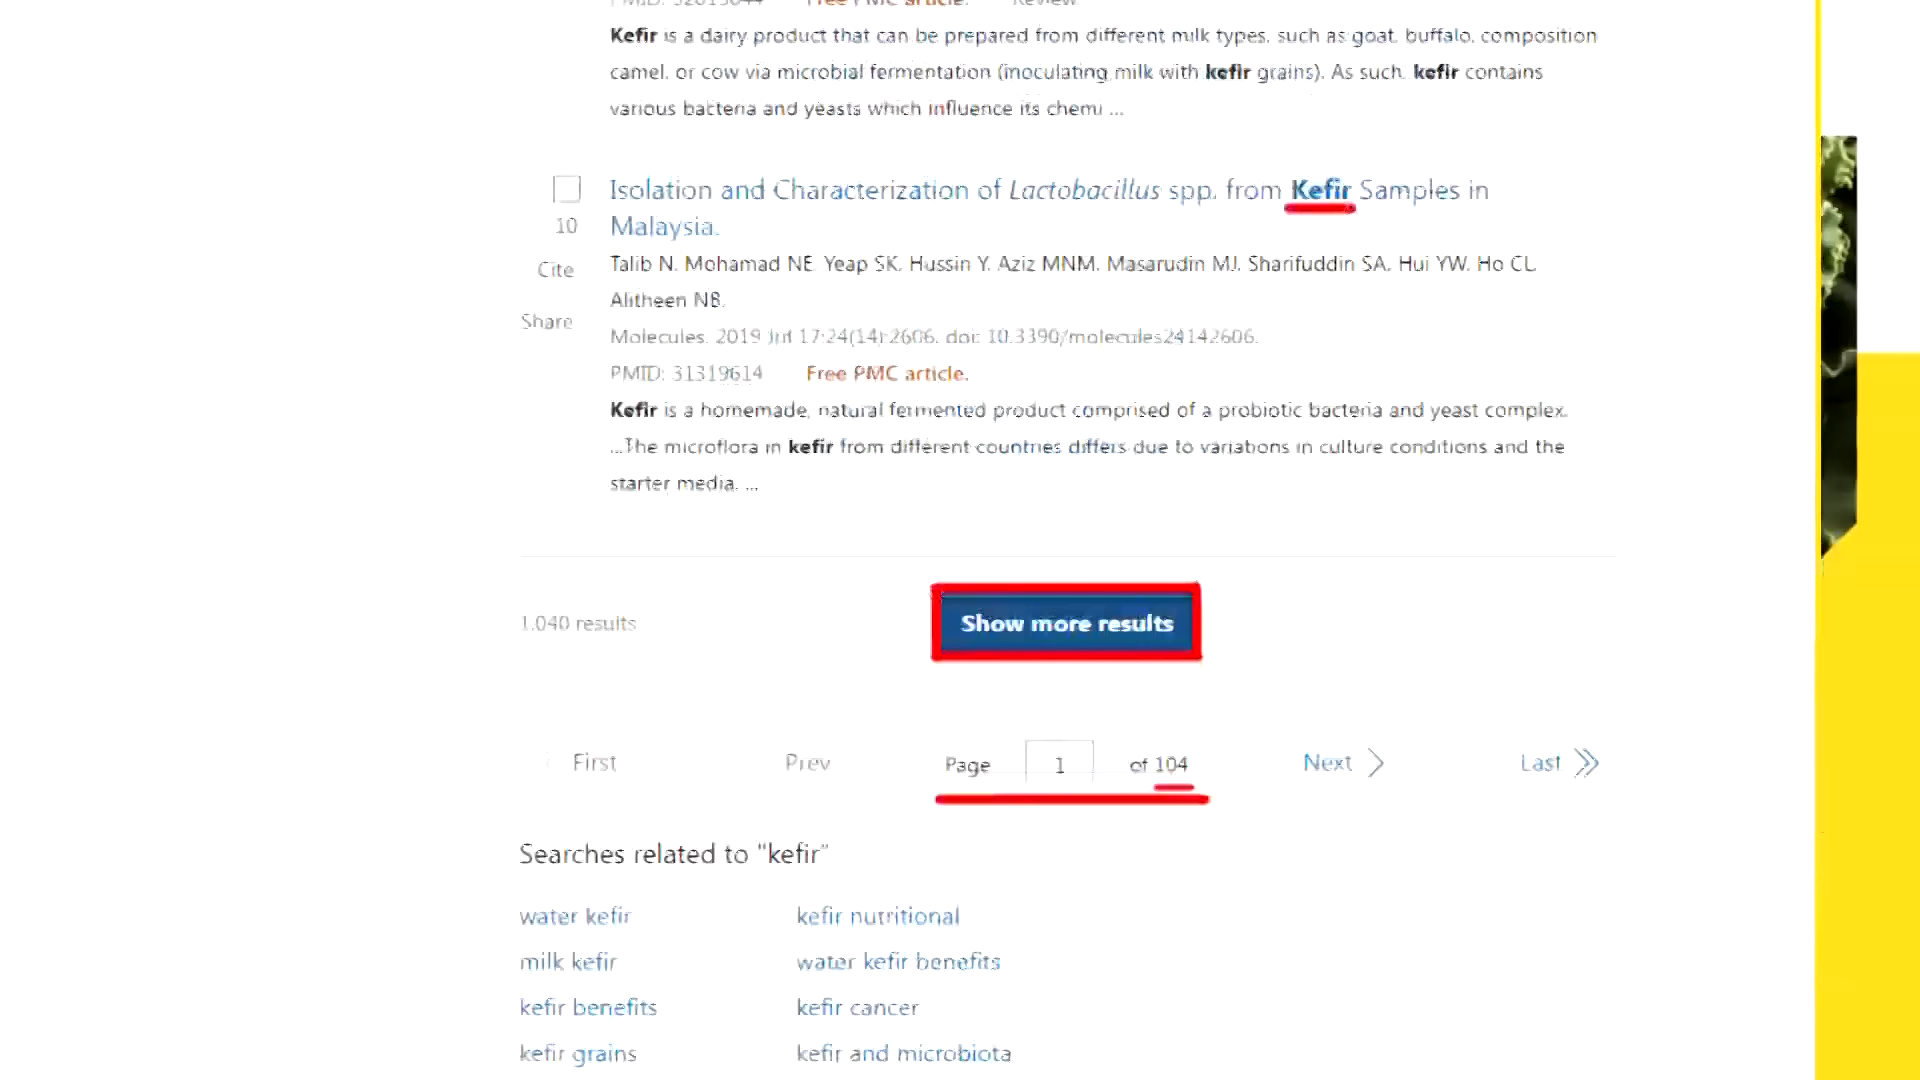 Free PMC article. Review
Kefir is a dairy product that can be prepared from different milk types, such as goat, buffalo, composition
camel, or cow via microbial fermentation (inoculating milk with kefir grains). As such, kefir contains
various bacteria and yeasts which influence its chemi ...
Isolation and Characterization of Lactobacillus spp. from Kefir Samples in
Malaysia.
10
Cite
Share
Talib N, Mohamad NE, Yeap SK, Hussin Y, Aziz MNM, Masarudin MJ, Sharifuddin SA, Hui YW, Ho CL,
Alitheen NB.
Molecules. 2019 Jul 17;24(14):2606. doi: 10.3390/molecules24142606.
PMID: 31319614 Free PMC article.
Kefir is a homemade, natural fermented product comprised of a probiotic bacteria and yeast complex.
...The microflora in kefir from different countries differs due to variations in culture conditions and the
starter media. ...
1.040 results
Show more results
First Prev Page 1 of 104 Next Last
Searches related to "kefir"
water kefir
milk kefir
kefir benefits
kefir grains
kefir nutritional
water kefir benefits
kefir cancer
kefir and microbiota